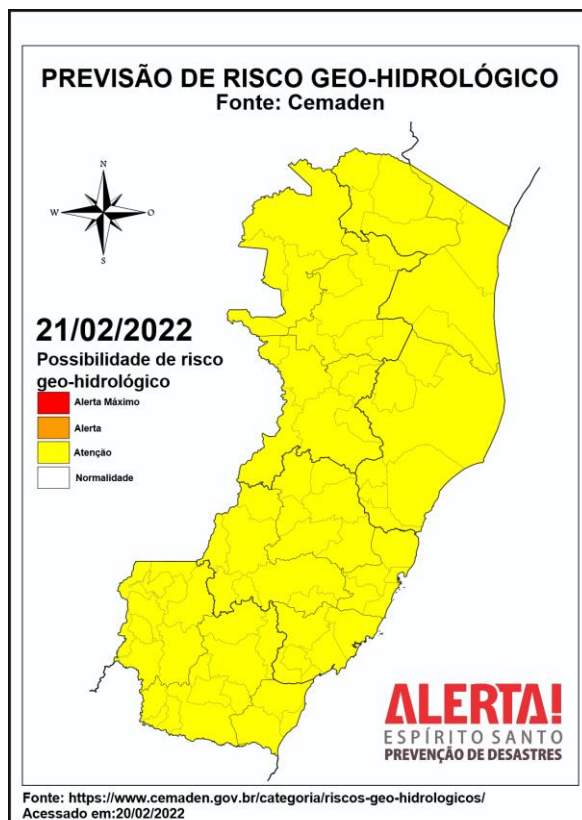 PREVISÃO DE RISCO GEO-HIDROLÓGICO
Fonte: Cemaden
N
W
O
S
21/02/2022
Possibilidade de risco
geo-hidrológico
Alerta Máximo
Alerta
Atenção
Normalidade
ALERTA!
ESPÍRITO SANTO
PREVENÇÃO DE DESASTRES
Fonte: https://www.cemaden.gov.br/categoria/riscos-geo-hidrologicos/
Acessado em:20/02/2022